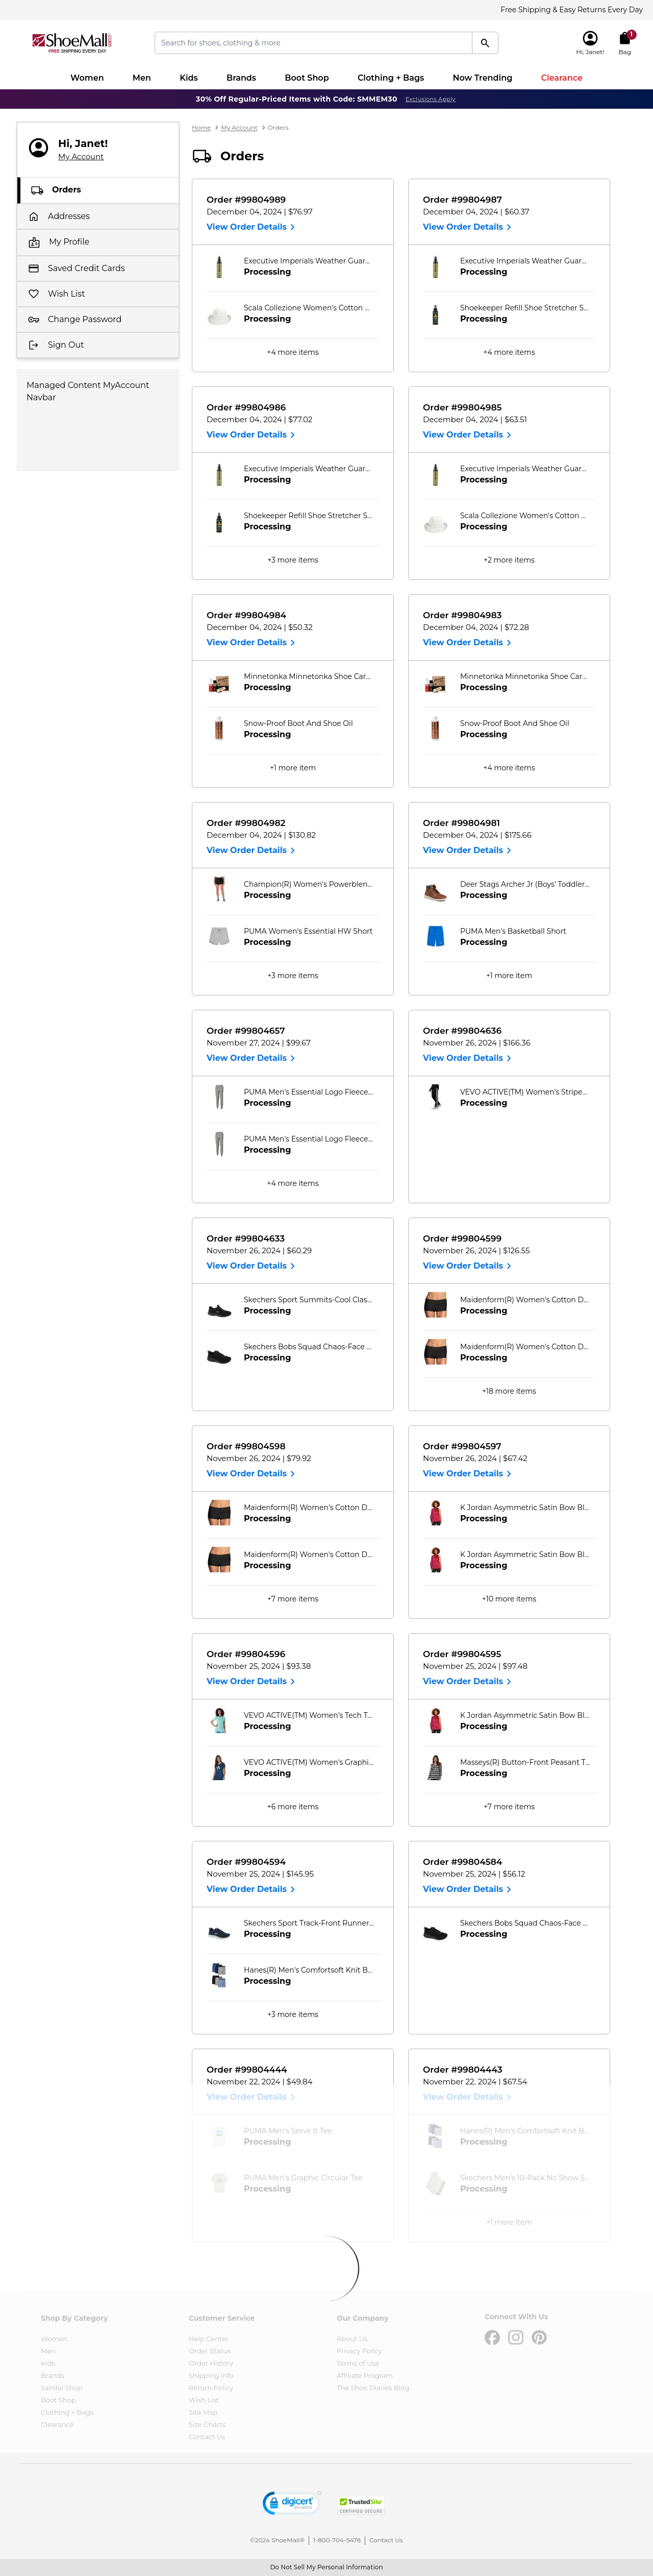 Free Shipping & Easy Returns Every Day
ShoeMall.com
FREE SHIPPING EVERY DAY
Search for shoes, clothing & more
Hi, Janet!
1
Bag
Women Men Kids Brands Boot Shop Clothing + Bags Now Trending Clearance
30% Off Regular-Priced Items with Code: SMMEM30 Exclusions Apply
Hi, Janet!
My Account
Orders
Addresses
My Profile
Saved Credit Cards
Wish List
Change Password
Sign Out
Managed Content MyAccount
Navbar
Home > My Account > Orders
Orders
Order #99804989
December 04, 2024 | $76.97
View Order Details
Executive Imperials Weather Guar...
Processing
Scala Collezione Women's Cotton ...
Processing
+4 more items
Order #99804987
December 04, 2024 | $60.37
View Order Details
Executive Imperials Weather Guar...
Processing
Shoekeeper Refill Shoe Stretcher S...
Processing
+4 more items
Order #99804986
December 04, 2024 | $77.02
View Order Details
Executive Imperials Weather Guar...
Processing
Shoekeeper Refill Shoe Stretcher S...
Processing
+3 more items
Order #99804985
December 04, 2024 | $63.51
View Order Details
Executive Imperials Weather Guar...
Processing
Scala Collezione Women's Cotton ...
Processing
+2 more items
Order #99804984
December 04, 2024 | $50.32
View Order Details
Minnetonka Minnetonka Shoe Car...
Processing
Snow-Proof Boot And Shoe Oil
Processing
+1 more item
Order #99804983
December 04, 2024 | $72.28
View Order Details
Minnetonka Minnetonka Shoe Car...
Processing
Snow-Proof Boot And Shoe Oil
Processing
+4 more items
Order #99804982
December 04, 2024 | $130.82
View Order Details
Champion(R) Women's Powerblen...
Processing
PUMA Women's Essential HW Short
Processing
+3 more items
Order #99804981
December 04, 2024 | $175.66
View Order Details
Deer Stags Archer Jr (Boys' Toddler...
Processing
PUMA Men's Basketball Short
Processing
+1 more item
Order #99804657
November 27, 2024 | $99.67
View Order Details
PUMA Men's Essential Logo Fleece...
Processing
PUMA Men's Essential Logo Fleece...
Processing
+4 more items
Order #99804636
November 26, 2024 | $166.36
View Order Details
VEVO ACTIVE(TM) Women's Stripe...
Processing
Order #99804633
November 26, 2024 | $60.29
View Order Details
Skechers Sport Summits-Cool Clas...
Processing
Skechers Bobs Squad Chaos-Face ...
Processing
Order #99804599
November 26, 2024 | $126.55
View Order Details
Maidenform(R) Women's Cotton D...
Processing
Maidenform(R) Women's Cotton D...
Processing
+18 more items
Order #99804598
November 26, 2024 | $79.92
View Order Details
Maidenform(R) Women's Cotton D...
Processing
Maidenform(R) Women's Cotton D...
Processing
+7 more items
Order #99804597
November 26, 2024 | $67.42
View Order Details
K Jordan Asymmetric Satin Bow Bl...
Processing
K Jordan Asymmetric Satin Bow Bl...
Processing
+10 more items
Order #99804596
November 25, 2024 | $93.38
View Order Details
VEVO ACTIVE(TM) Women's Tech T...
Processing
VEVO ACTIVE(TM) Women's Graphi...
Processing
+6 more items
Order #99804595
November 25, 2024 | $97.48
View Order Details
K Jordan Asymmetric Satin Bow Bl...
Processing
Masseys(R) Button-Front Peasant T...
Processing
+7 more items
Order #99804594
November 25, 2024 | $145.95
View Order Details
Skechers Sport Track-Front Runner...
Processing
Hanes(R) Men's Comfortsoft Knit B...
Processing
+3 more items
Order #99804584
November 25, 2024 | $56.12
View Order Details
Skechers Bobs Squad Chaos-Face ...
Processing
Order #99804444
November 22, 2024 | $49.84
View Order Details
PUMA Men's Serve It Tee
Processing
PUMA Men's Graphic Circular Tee
Processing
Order #99804443
November 22, 2024 | $67.54
View Order Details
Hanes(R) Men's Comfortsoft Knit B...
Processing
Skechers Men's 10-Pack No Show S...
Processing
+1 more item
Shop By Category
Women
Men
Kids
Brands
Sandal Shop
Boot Shop
Clothing + Bags
Clearance
Customer Service
Help Center
Order Status
Order History
Shipping Info
Return Policy
Wish List
Site Map
Size Charts
Contact Us
Our Company
About Us
Privacy Policy
Terms of Use
Affiliate Program
The Shoe Diaries Blog
Connect With Us
digicert
SECURED
TrustedSite
CERTIFIED SECURE
©2024 ShoeMall® | 1-800-704-5478 | Contact Us
Do Not Sell My Personal Information